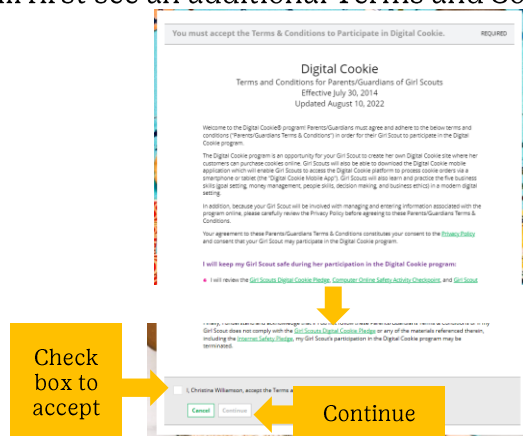 You must accept the Terms & Conditions to Participate in Digital Cookie.
REQUIRED
Digital Cookie
Terms and Conditions for Parents/Guardians of Girl Scouts
Effective July 30, 2014
Updated August 10, 2022
Welcome to the Digital Cookie® program! Parents/Guardians must agree and adhere to the below terms and
conditions ("Parents/Guardians Terms & Conditions") in order for their Girl Scout to participate in the Digital
Cookie program.
The Digital Cookie program is an opportunity for your Girl Scout to create her own Digital Cookie site where her
customers can purchase cookies online. Girl Scouts will also be able to download the Digital Cookie mobile
application which will enable Girl Scouts to access the Digital Cookie platform to process cookie orders via a
smartphone or tablet (the "Digital Cookie Mobile App"). Girl Scouts will also learn and practice the five business
skills (goal setting, money management, people skills, decision making, and business ethics) in a modern digital
setting.
In addition, because your Girl Scout will be involved with managing and entering information associated with the
program online, please carefully review the Privacy Policy before agreeing to these Parents/Guardians Terms &
Conditions.
Your agreement to these Parents/Guardians Terms & Conditions constitutes your consent to the Privacy Policy
and consent that your Girl Scout may participate in the Digital Cookie program.
I will keep my Girl Scout safe during her participation in the Digital Cookie program:
I will review the Girl Scouts Digital Cookie Pledge, Computer Online Safety Activity Checkpoint, and Girl Scout
Girl Scout does not comply with the Girl Scouts Digital Cookie Pledge or any of the materials referenced therein,
including the Internet Safety Pledge, my Girl Scout's participation in the Digital Cookie program may be
terminated.
Check
box to
accept
I, Christine Williamson, accept the Terms a
Cancel
Continue
Continue